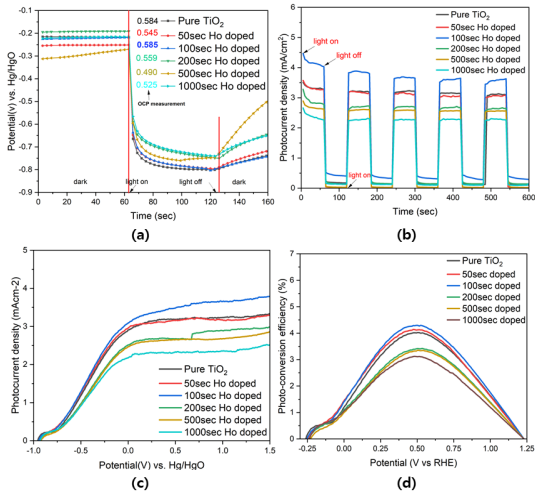 0.584 Pure TiO2
0.545 50sec Ho doped
0.585 100sec Ho doped
0.559 200sec Ho doped
0.490 500sec Ho doped
0.525 1000sec Ho doped
OCP measurement
Potential(v) vs. Hg/HgO
0.0
-0.1
-0.2
-0.3
-0.4
-0.5
-0.6
-0.7
-0.8
dark
light on
light off
dark
0 20 40 60 80 100 120 140 160
Time (sec)
(a)
light on
light off
Pure TiO2
50sec Ho doped
100sec Ho doped
200sec Ho doped
500sec Ho doped
1000sec Ho doped
Photocurrent density (mA/cm2)
6
5
4
3
2
1
0
light on
0 100 200 300 400 500 600
Time (sec)
(b)
Photocurrent density (mAcm-2)
5
4
3
2
1
0
Pure TiO2
50sec Ho doped
100sec Ho doped
200sec Ho doped
500sec Ho doped
1000sec Ho doped
-1.0 -0.5 0.0 0.5 1.0 1.5
Potential(V) vs. Hg/HgO
(c)
Pure TiO2
50sec doped
100sec doped
200sec doped
500sec doped
1000sec doped
Photo-conversion efficiency (%)
7
6
5
4
3
2
1
0
-0.25 0.00 0.25 0.50 0.75 1.00 1.25
Potential (V vs RHE)
(d)